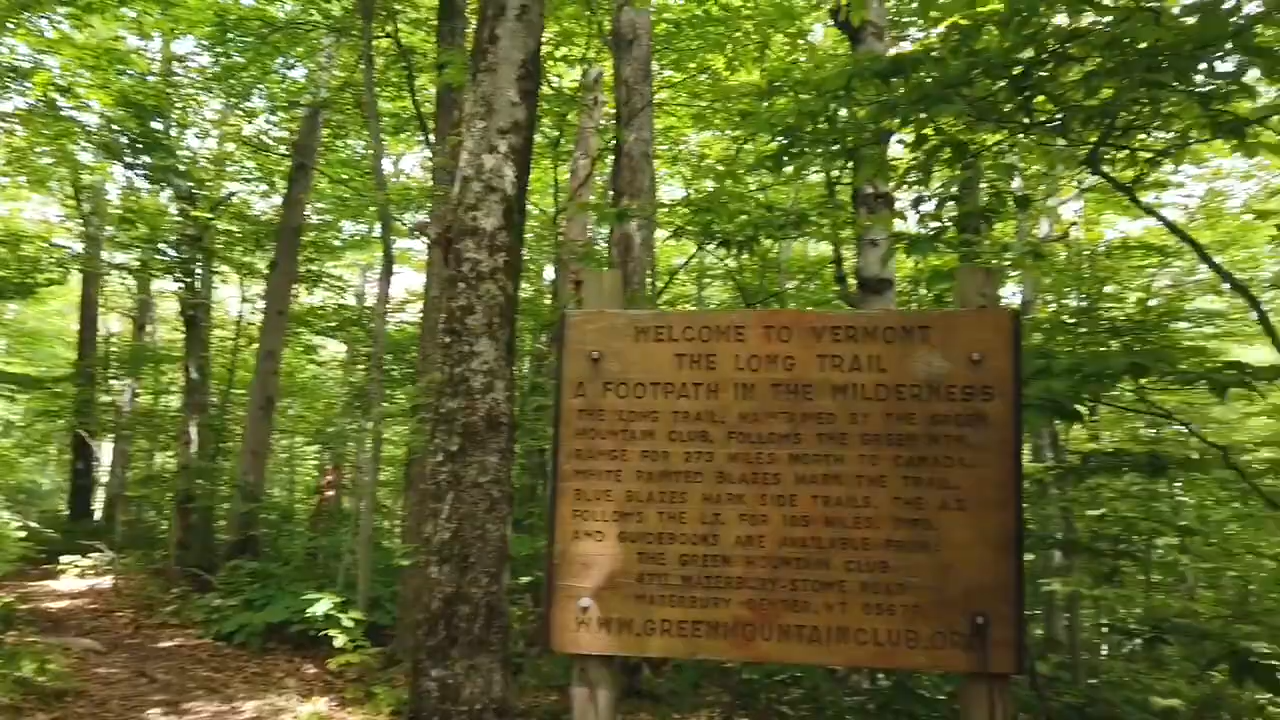 WELCOME TO VERMONT
THE LONG TRAIL
A FOOTPATH IN THE WILDERNESS
THE LONG TRAIL, MAINTAINED BY THE GREEN
MOUNTAIN CLUB, FOLLOWS THE GREEN MTN.
RANGE FOR 273 MILES NORTH TO CANADA.
WHITE PAINTED BLAZES MARK THE TRAIL.
BLUE BLAZES MARK SIDE TRAILS. THE A.T.
FOLLOWS THE L.T. FOR 105 MILES. INFO.
AND GUIDEBOOKS ARE AVAILABLE FROM:
THE GREEN MOUNTAIN CLUB
WATERBURY-STOWE ROAD
WATERBURY CENTER, VT 05677
WWW.GREENMOUNTAINCLUB.ORG